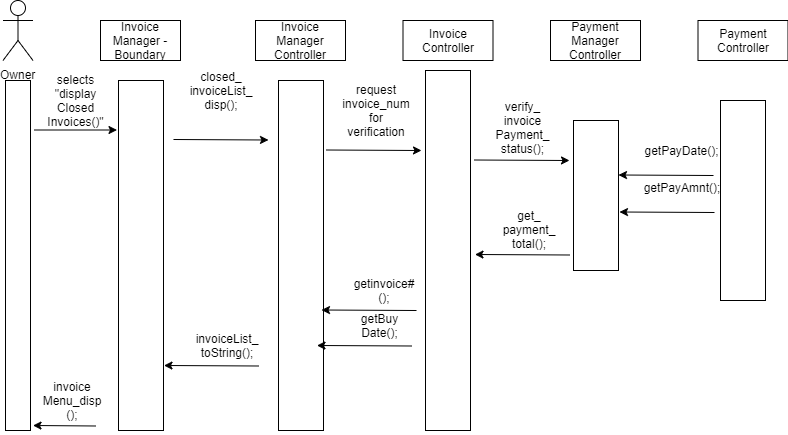 Invoice
Manager -
Boundary
Invoice
Manager
Controller
Invoice
Controller
Payment
Manager
Controller
Payment
Controller
Owner
selects
"display
Closed
Invoices()"
closed_
invoiceList_
disp();
request
invoice_num
for
verification
verify_
invoice
Payment_
status();
getPayDate();
getPayAmnt();
get_
payment_
total();
getinvoice#
();
getBuy
Date();
invoiceList_
toString();
invoice
Menu_disp
();